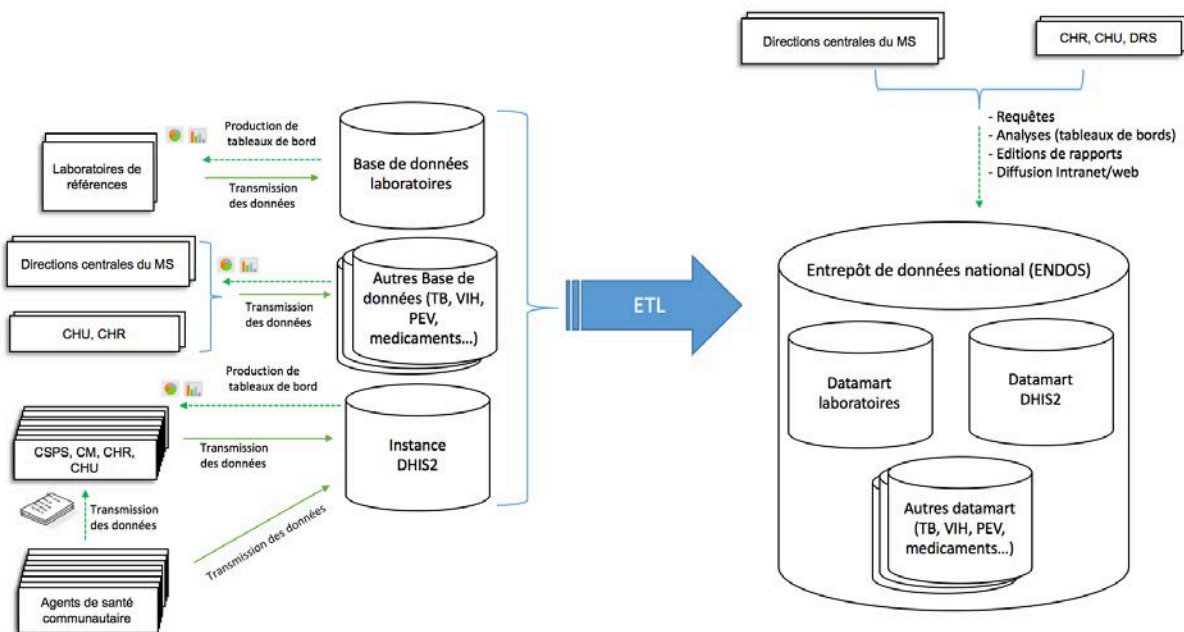 Directions centrales du MS
CHR, CHU, DRS
- Requêtes
- Analyses (tableaux de bords)
- Editions de rapports
- Diffusion Intranet/web
Laboratoires de
références
Production de
tableaux de bord
Transmission
des données
Base de données
laboratoires
Directions centrales du MS
CHU, CHR
Transmission
des données
Autres Base de
données (TB, VIH,
PEV,
medicaments...)
ETL
Entrepôt de données national (ENDOS)
Datamart
laboratoires
Datamart
DHIS2
Autres datamart
(TB, VIH, PEV,
medicaments...)
Production de
tableaux de bord
CSPS, CM, CHR,
CHU
Transmission
des données
Instance
DHIS2
Transmission
des données
Transmission des données
Agents de santé
communautaire